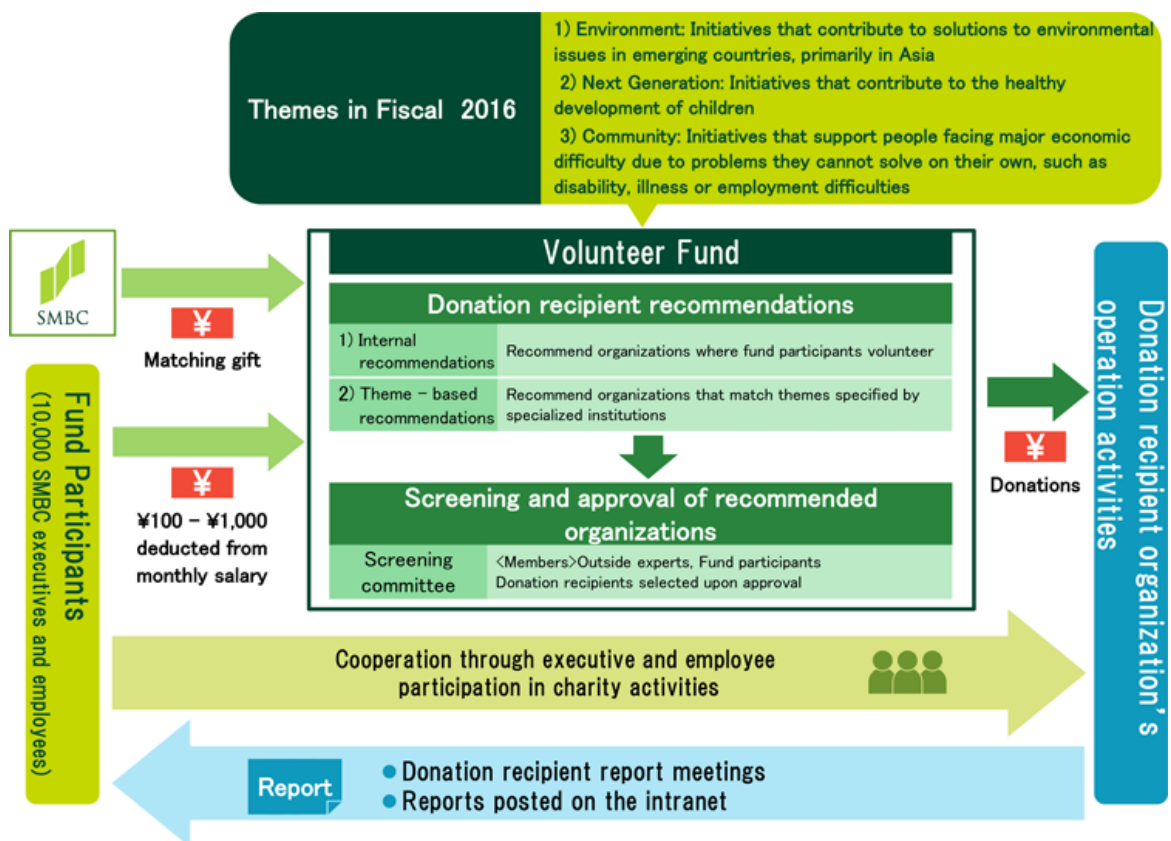 Themes in Fiscal 2016
1) Environment: Initiatives that contribute to solutions to environmental
issues in emerging countries, primarily in Asia
2) Next Generation: Initiatives that contribute to the healthy
development of children
3) Community: Initiatives that support people facing major economic
difficulty due to problems they cannot solve on their own, such as
disability, illness or employment difficulties
SMBC
¥
Matching gift
Fund Participants
(10,000 SMBC executives and employees)
¥
¥100 – ¥1,000
deducted from
monthly salary
Volunteer Fund
Donation recipient recommendations
1) Internal
recommendations
Recommend organizations where fund participants volunteer
2) Theme – based
recommendations
Recommend organizations that match themes specified by
specialized institutions
Screening and approval of recommended
organizations
Screening
committee
<Members>Outside experts, Fund participants
Donation recipients selected upon approval
¥
Donations
Donation recipient organization's
operation activities
Cooperation through executive and employee
participation in charity activities
Report
● Donation recipient report meetings
● Reports posted on the intranet